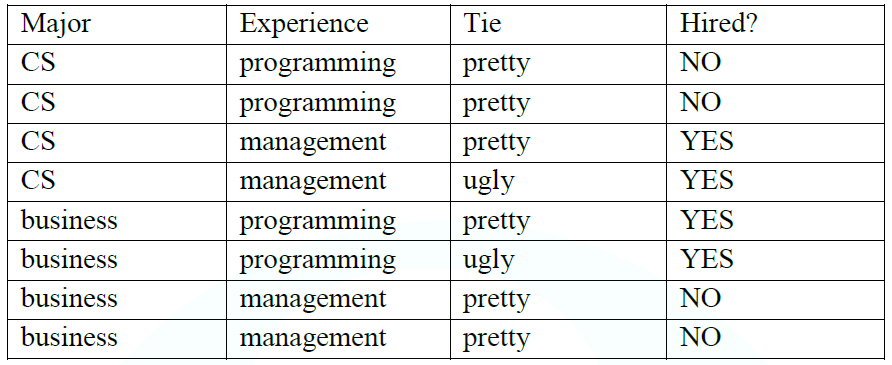 Major Experience Tie Hired?
CS programming pretty NO
CS programming pretty NO
CS management pretty YES
CS management ugly YES
business programming pretty YES
business programming ugly YES
business management pretty NO
business management pretty NO